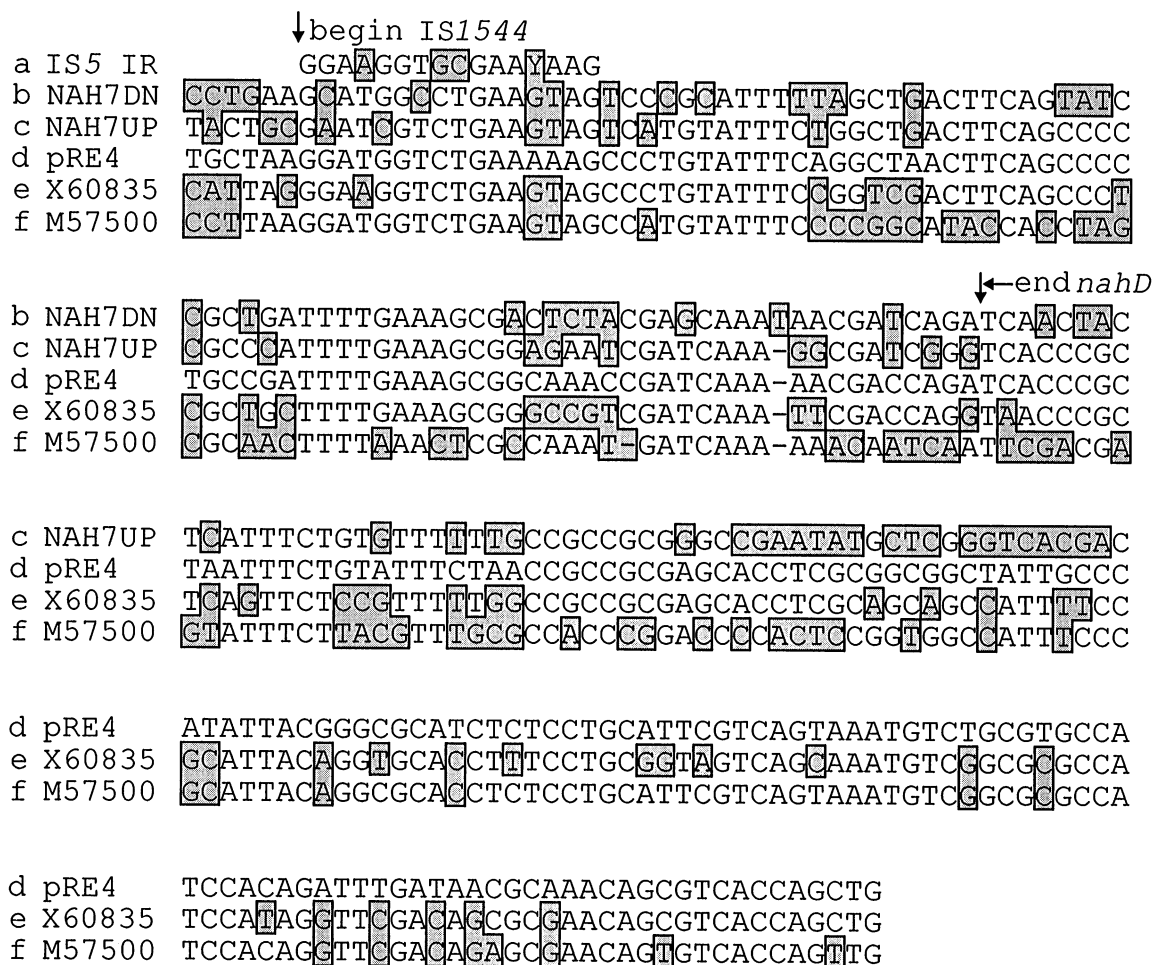 ↓begin IS1544
a IS5 IR GGAAGGTGCGAAYAAG
b NAH7DN CCTGAAGCATGGCCTGAAGTAGTCCCGCATTTTTAGCTGACTTCAGTATC
c NAH7UP TACTGCGAATCGTCTGAAGTAGTCATGTATTTCTGGCTGACTTCAGCCCC
d pRE4 TGCTAAGGATGGTCTGAAAAAGCCCTGTATTTCAGGCTAACTTCAGCCCC
e X60835 CATTAGGGAAGGTCTGAAGTAGCCCTGTATTTCCGGTCGACTTCAGCCCT
f M57500 CCTTAAGGATGGTCTGAAGTAGCCATGTATTTCCCCGGCATACCACCTAG
↓←end nahD
b NAH7DN CGCTGATTTTGAAAGCGACTCTACGAGCAAATAACGATCAGATCAACTAC
c NAH7UP CGCCCATTTTGAAAGCGGAGAATCGATCAAA-GGCGATCGGGTCACCCGC
d pRE4 TGCCGATTTTGAAAGCGGCAAACCGATCAAA-AACGACCAGATCACCCGC
e X60835 CGCTGCTTTTGAAAGCGGGCCGTCGATCAAA-TTCGACCAGGTAACCCGC
f M57500 CGCAACTTTTAAACTCGCCAAAT-GATCAAA-AAACAATCAATTCGACGA
c NAH7UP TCATTTCTGTGTTTTTTGCCGCCGCGGGCCGAATATGCTCGGGTCACGAC
d pRE4 TAATTTCTGTATTTCTAACCGCCGCGAGCACCTCGCGGCGGCTATTGCCC
e X60835 TCAGTTCTCCGTTTTTGGCCGCCGCGAGCACCTCGCAGCAGCCATTTTCC
f M57500 GTATTTCTTACGTTTGCGCCACCCGGACCCCACTCCGGTGGCCATTTCCC
d pRE4 ATATTACGGGCGCATCTCTCCTGCATTCGTCAGTAAATGTCTGCGTGCCA
e X60835 GCATTACAGGTGCACCTTTCCTGCGGTAGTCAGCAAATGTCGGCGCGCCA
f M57500 GCATTACAGGCGCACCTCTCCTGCATTCGTCAGTAAATGTCGGCGCGCCA
d pRE4 TCCACAGATTTGATAACGCAAACAGCGTCACCAGCTG
e X60835 TCCATAGGTTCGACAGCGCGAACAGCGTCACCAGCTG
f M57500 TCCACAGGTTCGACAGAGCGAACAGTGTCACCAGTTG